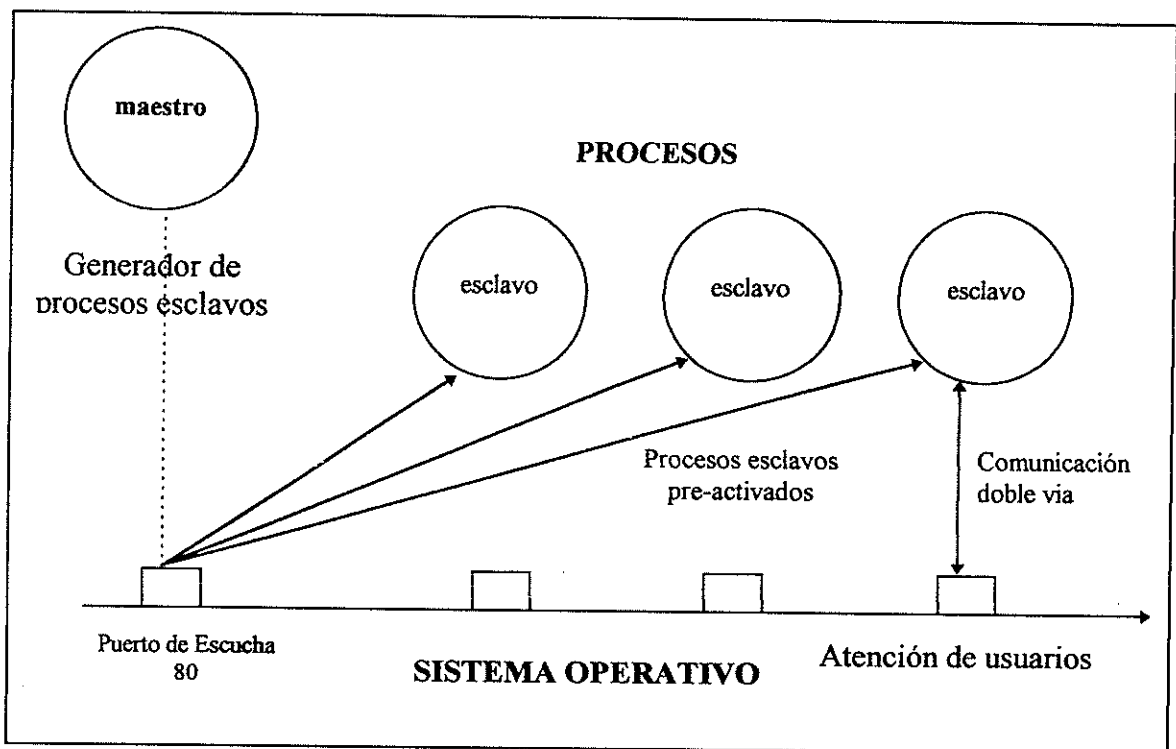 maestro
PROCESOS
Generador de
procesos esclavos
esclavo
esclavo
esclavo
Procesos esclavos
pre-activados
Comunicación
doble via
Puerto de Escucha
80
SISTEMA OPERATIVO
Atención de usuarios